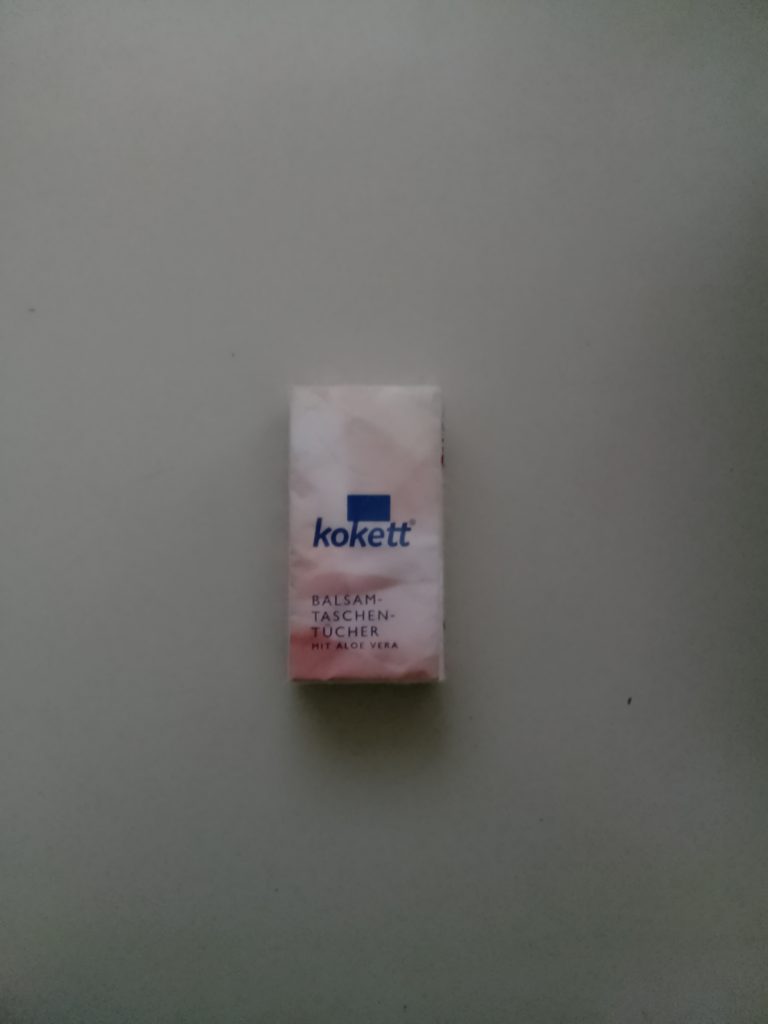 kokett®
BALSAM-
TASCHEN-
TÜCHER
MIT ALOE VERA